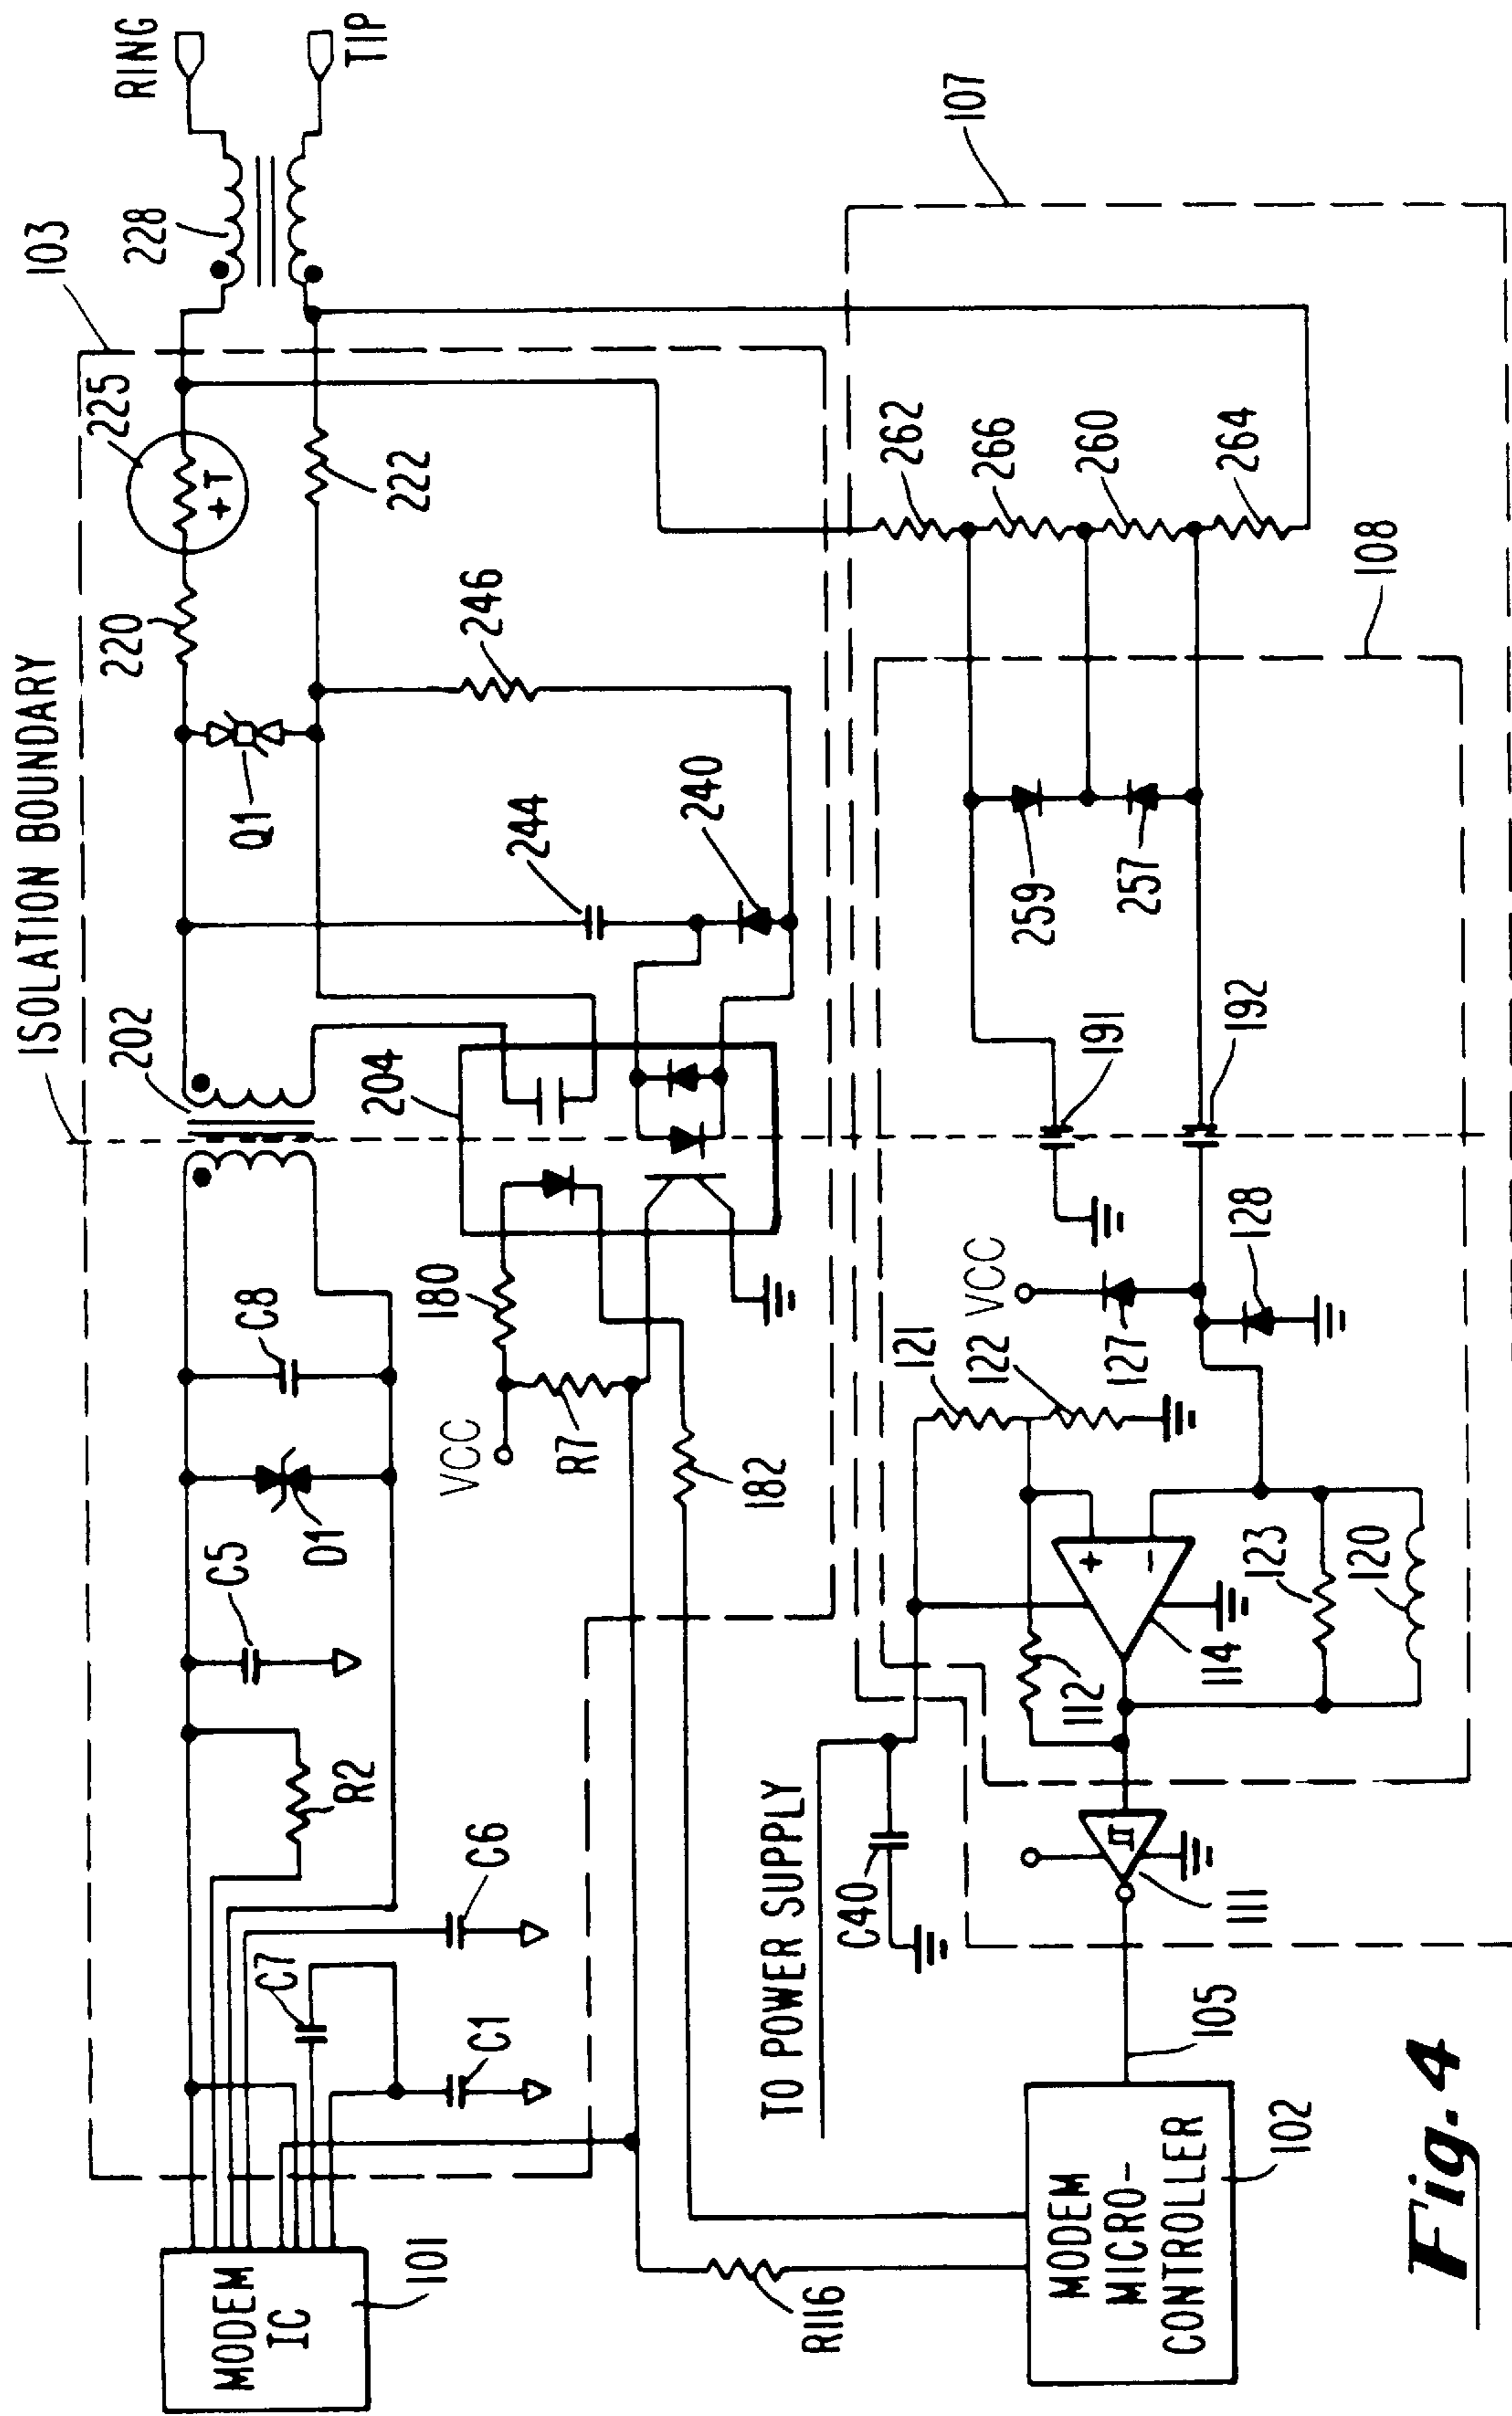 ISOLATION BOUNDARY
RING
TIP
103
107
228
225
+T
220
222
246
Q1
244
240
202
204
C8
D1
C5
R2
C6
C7
C1
180
VCC
R7
182
MODEM
IC
101
R116
262
266
260
264
108
259
257
191
192
VCC
127
128
121
122
+
−
114
112
123
120
TO POWER SUPPLY
C40
111
105
MODEM
MICRO-
CONTROLLER
102
Fig. 4